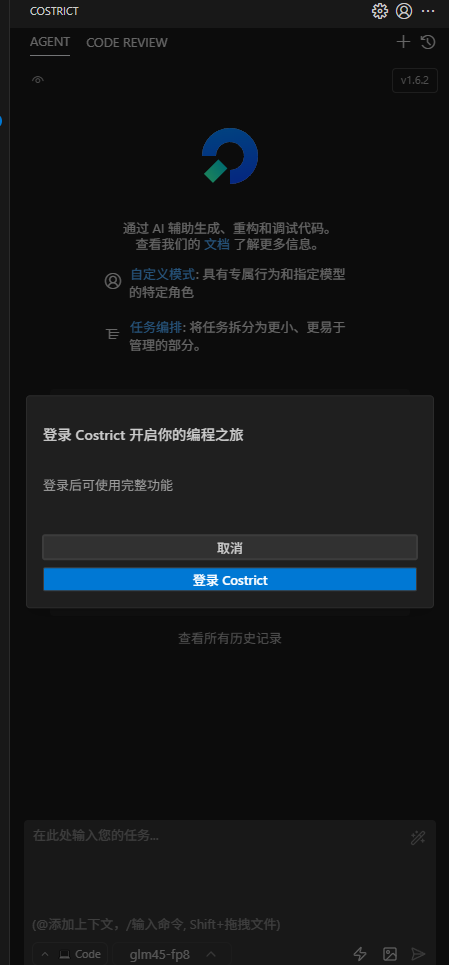 COSTRICT
AGENT CODE REVIEW
v1.6.2
通过 AI 辅助生成、重构和调试代码。
查看我们的 文档 了解更多信息。
自定义模式: 具有专属行为和指定模型
的特定角色
任务编排: 将任务拆分为更小、更易于
管理的部分。
登录 Costrict 开启你的编程之旅
登录后可使用完整功能
取消
登录 Costrict
查看所有历史记录
在此处输入您的任务...
(@添加上下文，/输入命令, Shift+拖拽文件)
Code glm45-fp8